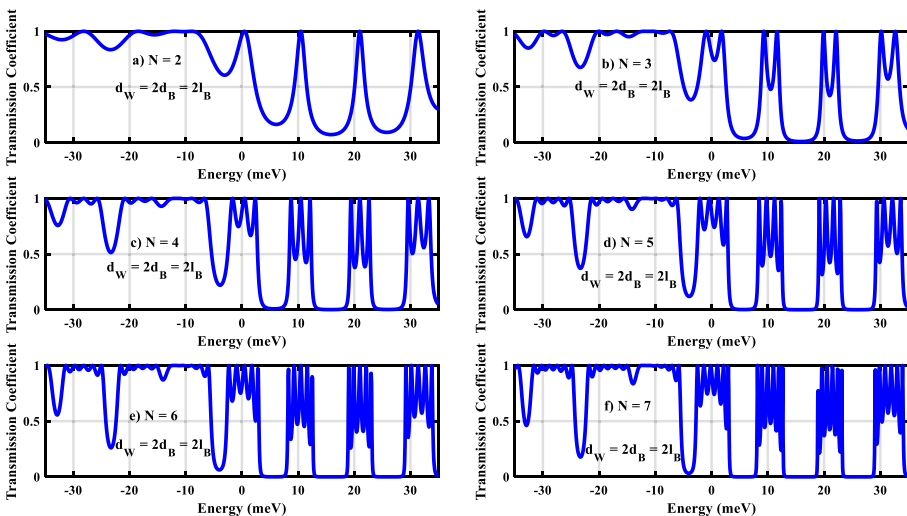 Transmission Coefficient
1
0.5
0
a) N = 2
d_W = 2d_B = 2l_B
-30 -20 -10 0 10 20 30
Energy (meV)
Transmission Coefficient
1
0.5
0
b) N = 3
d_W = 2d_B = 2l_B
-30 -20 -10 0 10 20 30
Energy (meV)
Transmission Coefficient
1
0.5
0
c) N = 4
d_W = 2d_B = 2l_B
-30 -20 -10 0 10 20 30
Energy (meV)
Transmission Coefficient
1
0.5
0
d) N = 5
d_W = 2d_B = 2l_B
-30 -20 -10 0 10 20 30
Energy (meV)
Transmission Coefficient
1
0.5
0
e) N = 6
d_W = 2d_B = 2l_B
-30 -20 -10 0 10 20 30
Energy (meV)
Transmission Coefficient
1
0.5
0
f) N = 7
d_W = 2d_B = 2l_B
-30 -20 -10 0 10 20 30
Energy (meV)